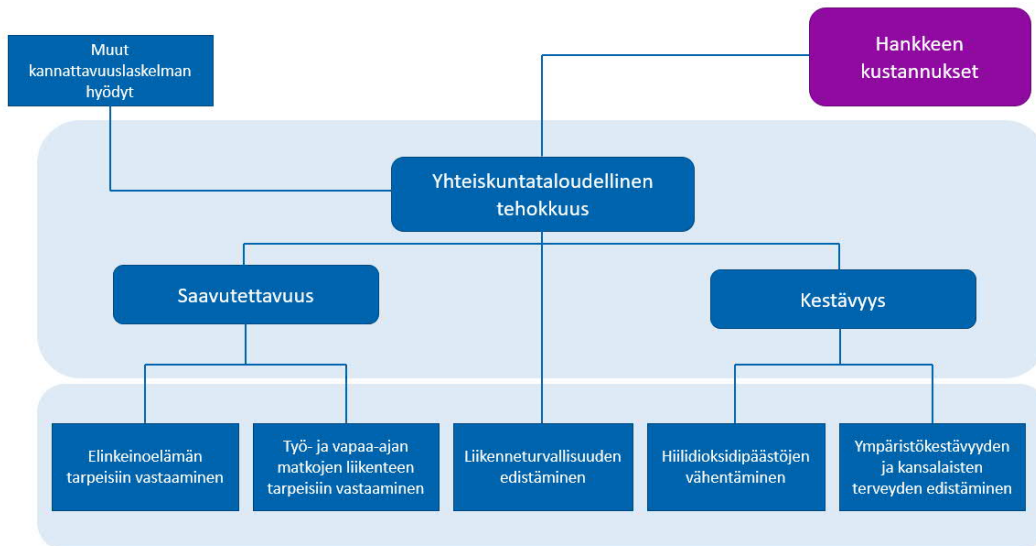 Muut
kannattavuuslaskelman
hyödyt
Hankkeen
kustannukset
Yhteiskuntataloudellinen
tehokkuus
Saavutettavuus
Kestävyys
Elinkeinoelämän
tarpeisiin vastaaminen
Työ- ja vapaa-ajan
matkojen liikenteen
tarpeisiin vastaaminen
Liikenneturvallisuuden
edistäminen
Hiilidioksidipäästöjen
vähentäminen
Ympäristökestävyyden
ja kansalaisten
terveyden edistäminen